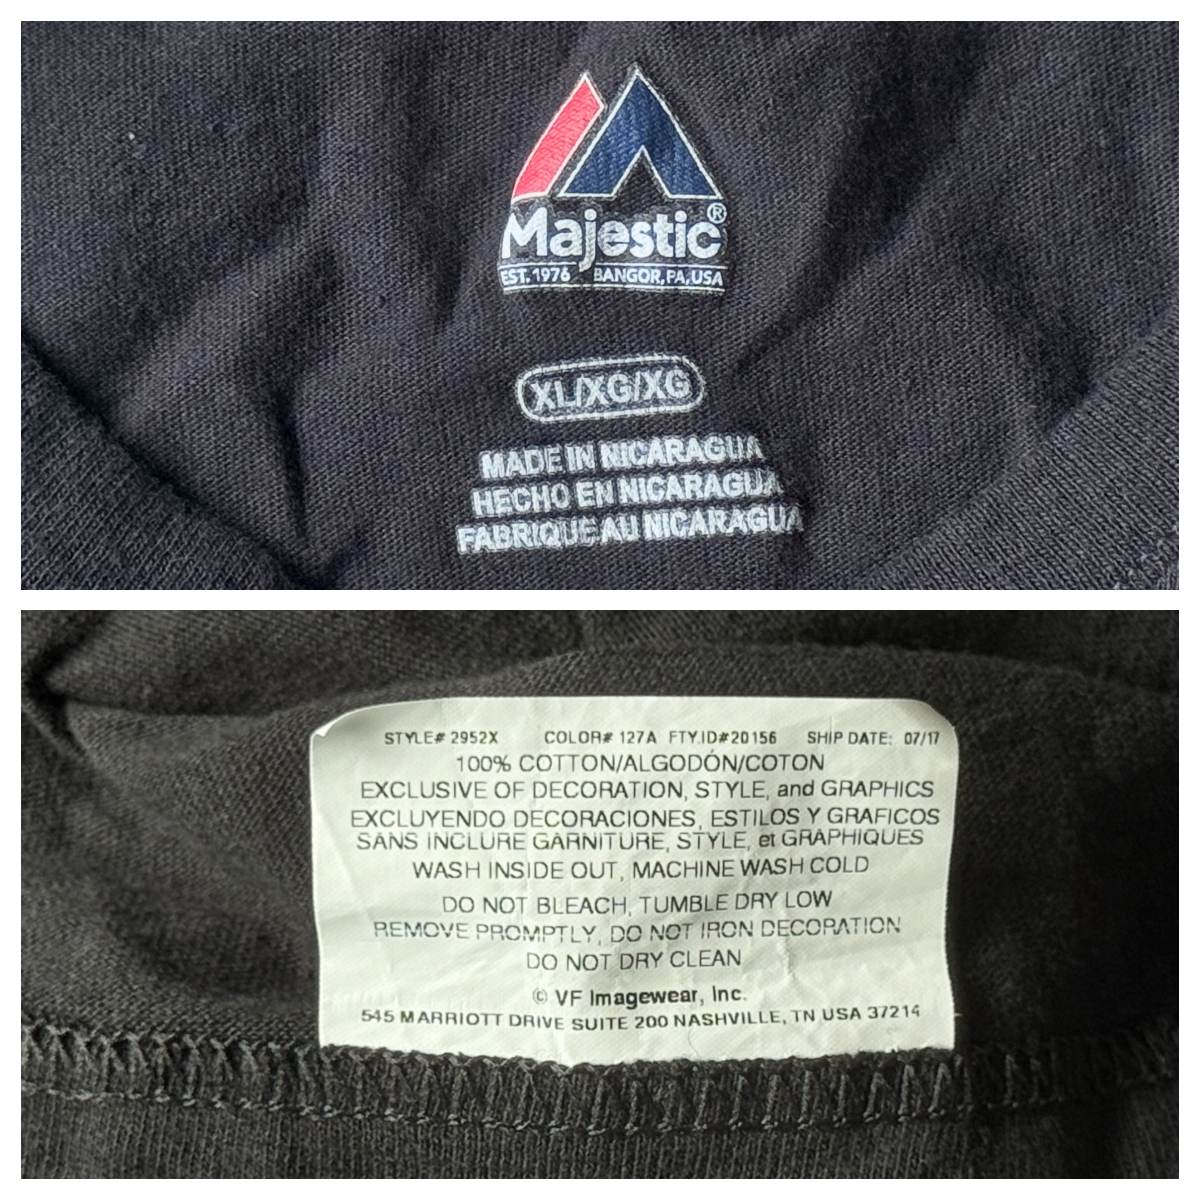 Majestic®
EST. 1976 BANGOR, PA, USA
XL/XG/XG
MADE IN NICARAGUA
HECHO EN NICARAGUA
FABRIQUE AU NICARAGUA
STYLE# 2952X COLOR# 127A FTY.ID#20156 SHIP DATE: 07/17
100% COTTON/ALGODÓN/COTON
EXCLUSIVE OF DECORATION, STYLE, and GRAPHICS
EXCLUYENDO DECORACIONES, ESTILOS Y GRAFICOS
SANS INCLURE GARNITURE, STYLE, et GRAPHIQUES
WASH INSIDE OUT, MACHINE WASH COLD
DO NOT BLEACH, TUMBLE DRY LOW
REMOVE PROMPTLY, DO NOT IRON DECORATION
DO NOT DRY CLEAN
© VF Imagewear, Inc.
545 MARRIOTT DRIVE SUITE 200 NASHVILLE, TN USA 37214